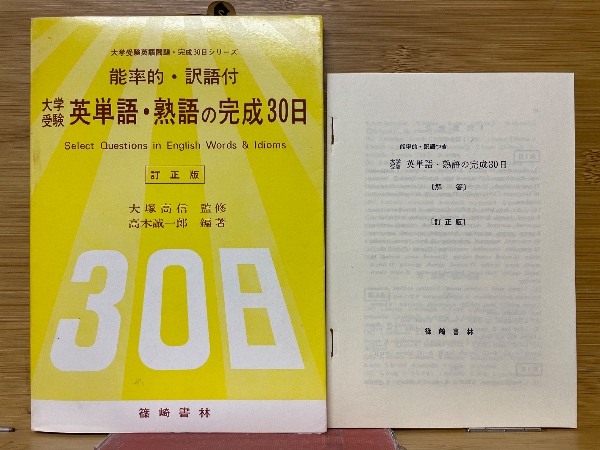 大学受験英語問題・完成30日シリーズ
能率的・訳語付
大学受験 英単語・熟語の完成30日
Select Questions in English Words & Idioms
訂正版
大塚高信 監修
高木誠一郎 編著
30日
篠崎書林
能率的・訳語つき
大学受験 英単語・熟語の完成30日
〔解答〕
〔訂正版〕
篠崎書林